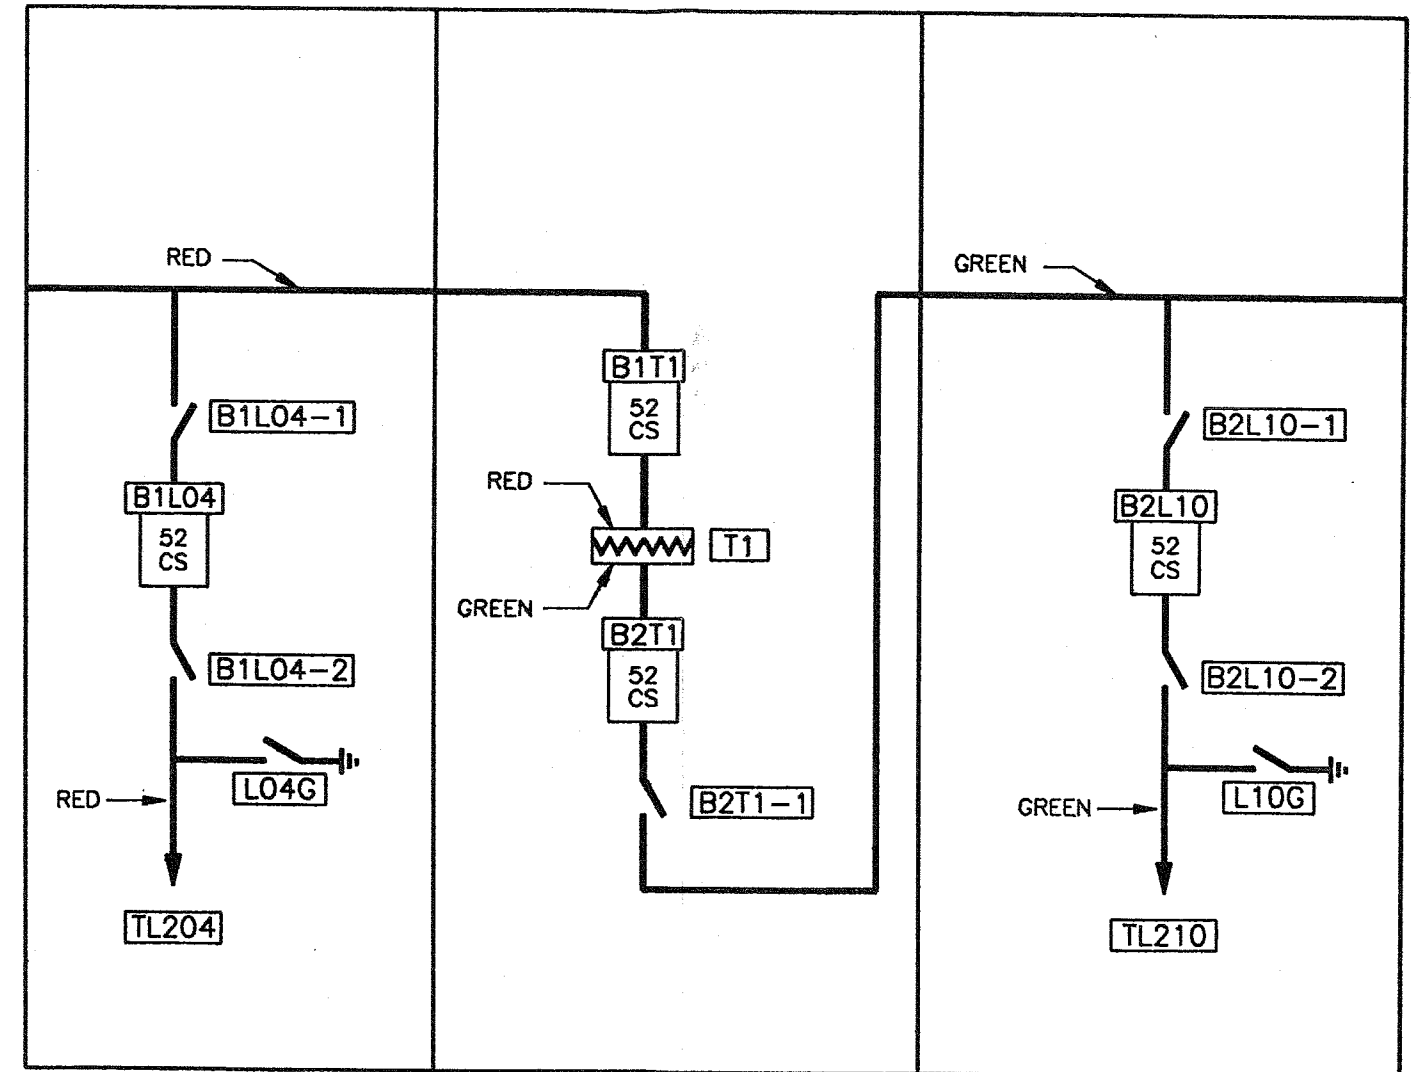 RED
B1L04-1
B1L04
52
CS
B1L04-2
L04G
RED
TL204
B1T1
52
CS
RED
T1
GREEN
B2T1
52
CS
B2T1-1
GREEN
B2L10-1
B2L10
52
CS
B2L10-2
L10G
GREEN
TL210